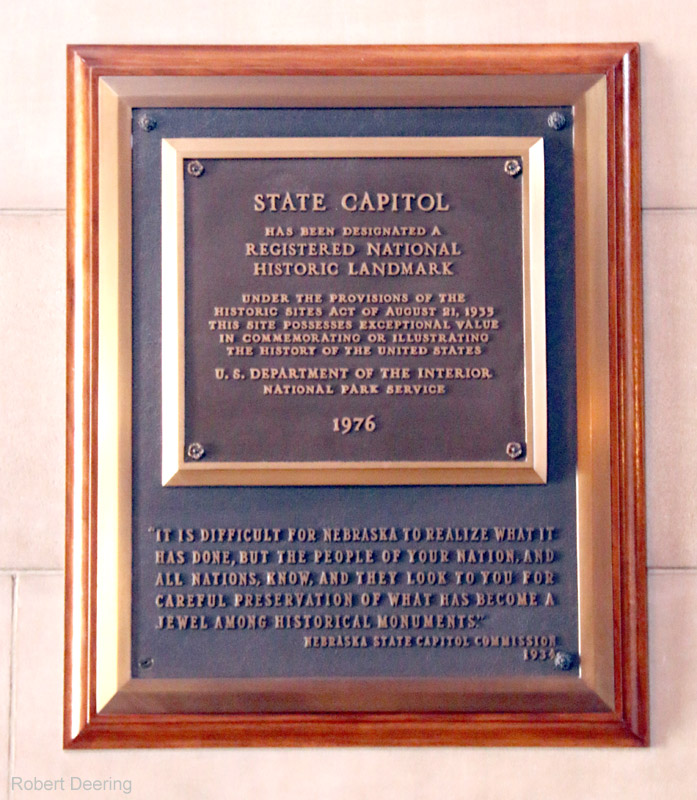 STATE CAPITOL
HAS BEEN DESIGNATED A
REGISTERED NATIONAL
HISTORIC LANDMARK
UNDER THE PROVISIONS OF THE
HISTORIC SITES ACT OF AUGUST 21, 1935
THIS SITE POSSESSES EXCEPTIONAL VALUE
IN COMMEMORATING OR ILLUSTRATING
THE HISTORY OF THE UNITED STATES
U. S. DEPARTMENT OF THE INTERIOR
NATIONAL PARK SERVICE
1976
"IT IS DIFFICULT FOR NEBRASKA TO REALIZE WHAT IT
HAS DONE, BUT THE PEOPLE OF YOUR NATION, AND
ALL NATIONS, KNOW, AND THEY LOOK TO YOU FOR
CAREFUL PRESERVATION OF WHAT HAS BECOME A
JEWEL AMONG HISTORICAL MONUMENTS."
NEBRASKA STATE CAPITOL COMMISSION
1934
Robert Deering